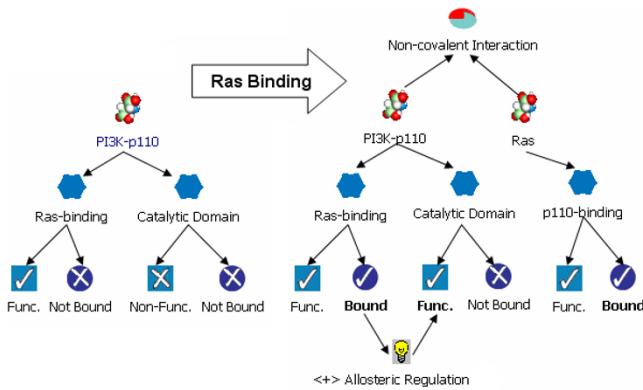 Non-covalent Interaction
Ras Binding
PI3K-p110
PI3K-p110
Ras
Ras-binding
Catalytic Domain
Ras-binding
Catalytic Domain
p110-binding
Func.
Not Bound
Non-Func.
Not Bound
Func.
Bound
Func.
Not Bound
Func.
Bound
<+> Allosteric Regulation